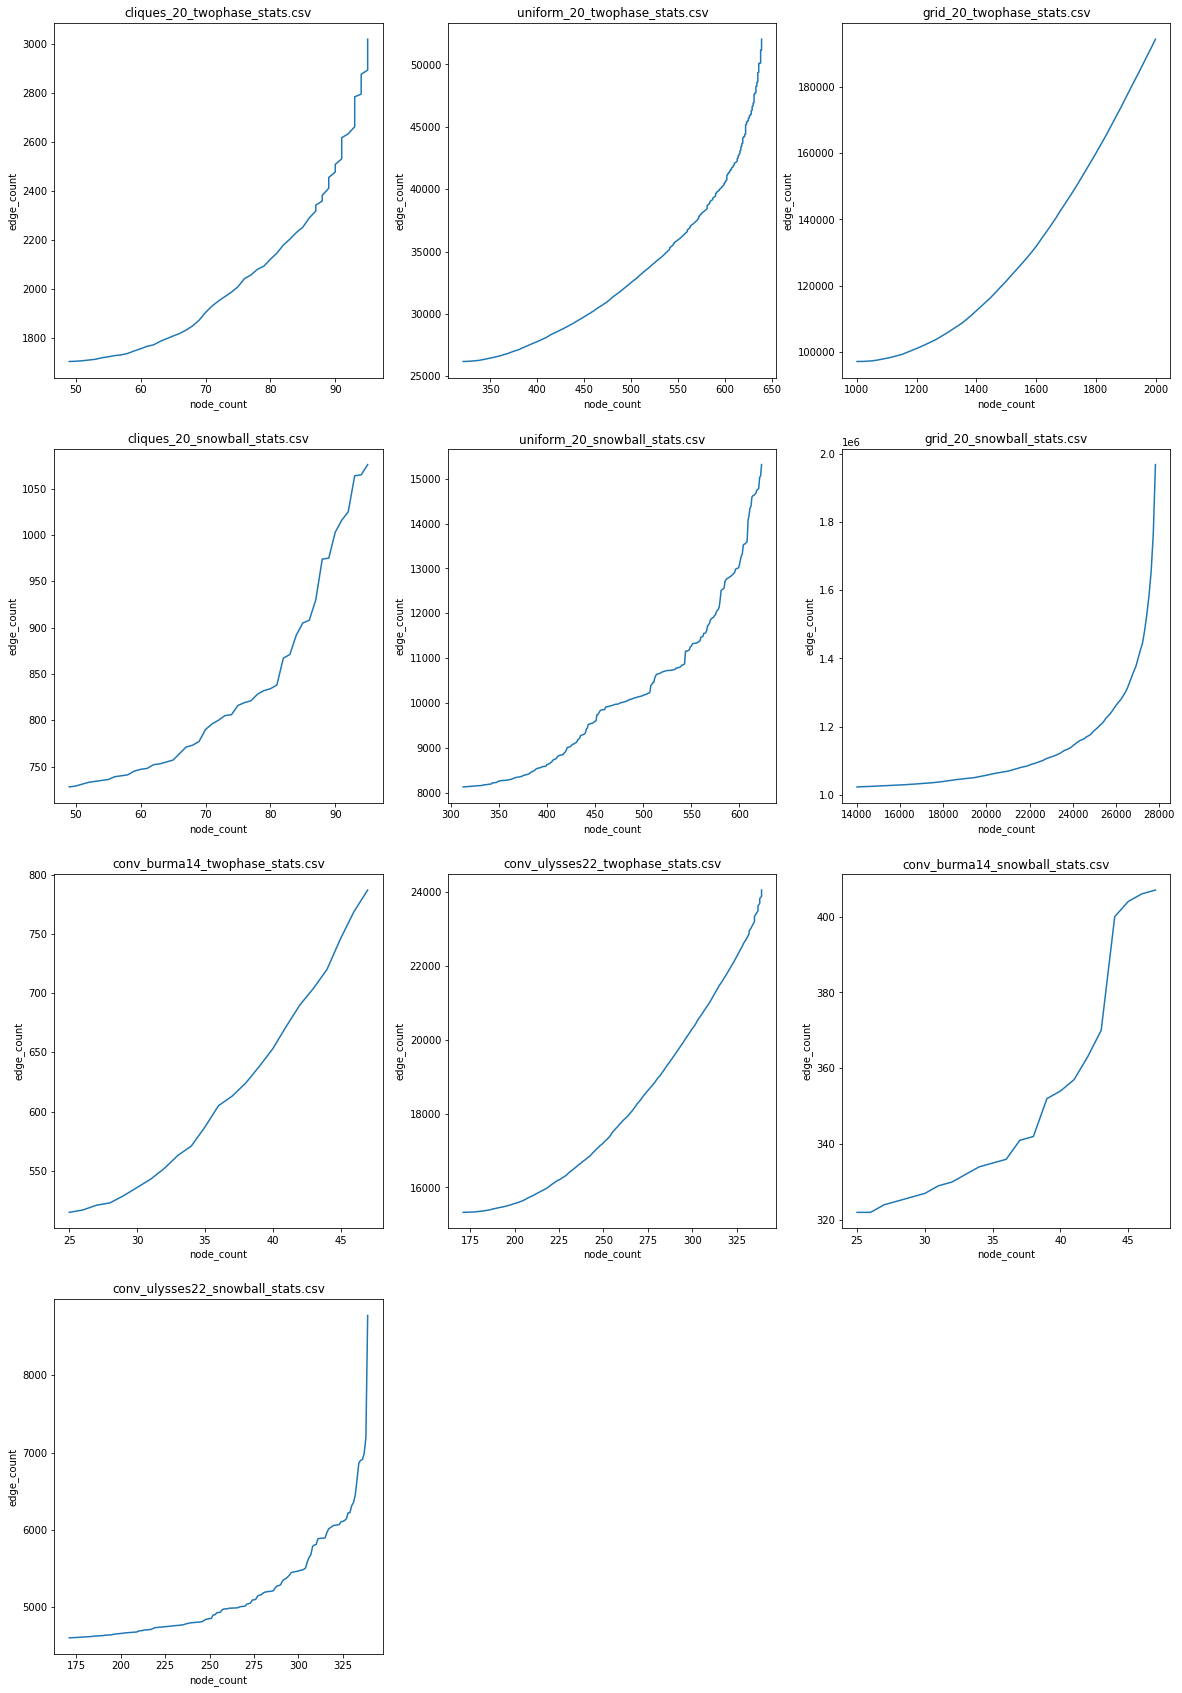 cliques_20_twophase_stats.csv
3000
2800
2600
2400
2200
2000
1800
edge_count
50 60 70 80 90
node_count
uniform_20_twophase_stats.csv
50000
45000
40000
35000
30000
25000
edge_count
350 400 450 500 550 600 650
node_count
grid_20_twophase_stats.csv
180000
160000
140000
120000
100000
edge_count
1000 1200 1400 1600 1800 2000
node_count
cliques_20_snowball_stats.csv
1050
1000
950
900
850
800
750
edge_count
50 60 70 80 90
node_count
uniform_20_snowball_stats.csv
15000
14000
13000
12000
11000
10000
9000
8000
edge_count
300 350 400 450 500 550 600
node_count
grid_20_snowball_stats.csv
1e6
2.0
1.8
1.6
1.4
1.2
1.0
edge_count
14000 16000 18000 20000 22000 24000 26000 28000
node_count
conv_burma14_twophase_stats.csv
800
750
700
650
600
550
edge_count
25 30 35 40 45
node_count
conv_ulysses22_twophase_stats.csv
24000
22000
20000
18000
16000
edge_count
175 200 225 250 275 300 325
node_count
conv_burma14_snowball_stats.csv
400
380
360
340
320
edge_count
25 30 35 40 45
node_count
conv_ulysses22_snowball_stats.csv
8000
7000
6000
5000
edge_count
175 200 225 250 275 300 325
node_count